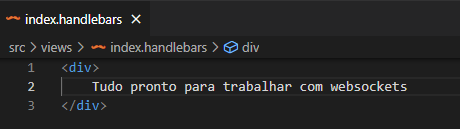 index.handlebars ×
src > views > index.handlebars > div
1 <div>
2 Tudo pronto para trabalhar com websockets
3 </div>